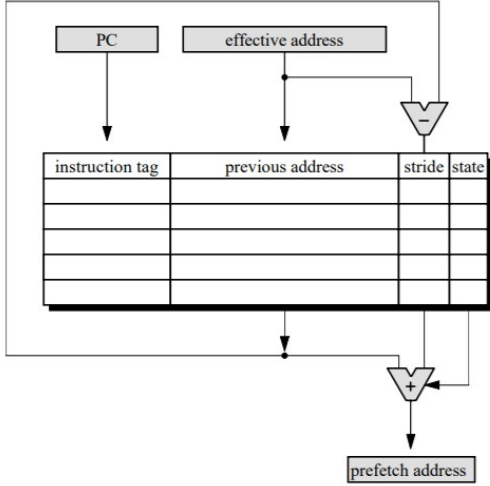 PC
effective address
−
instruction tag
previous address
stride
state
+
prefetch address